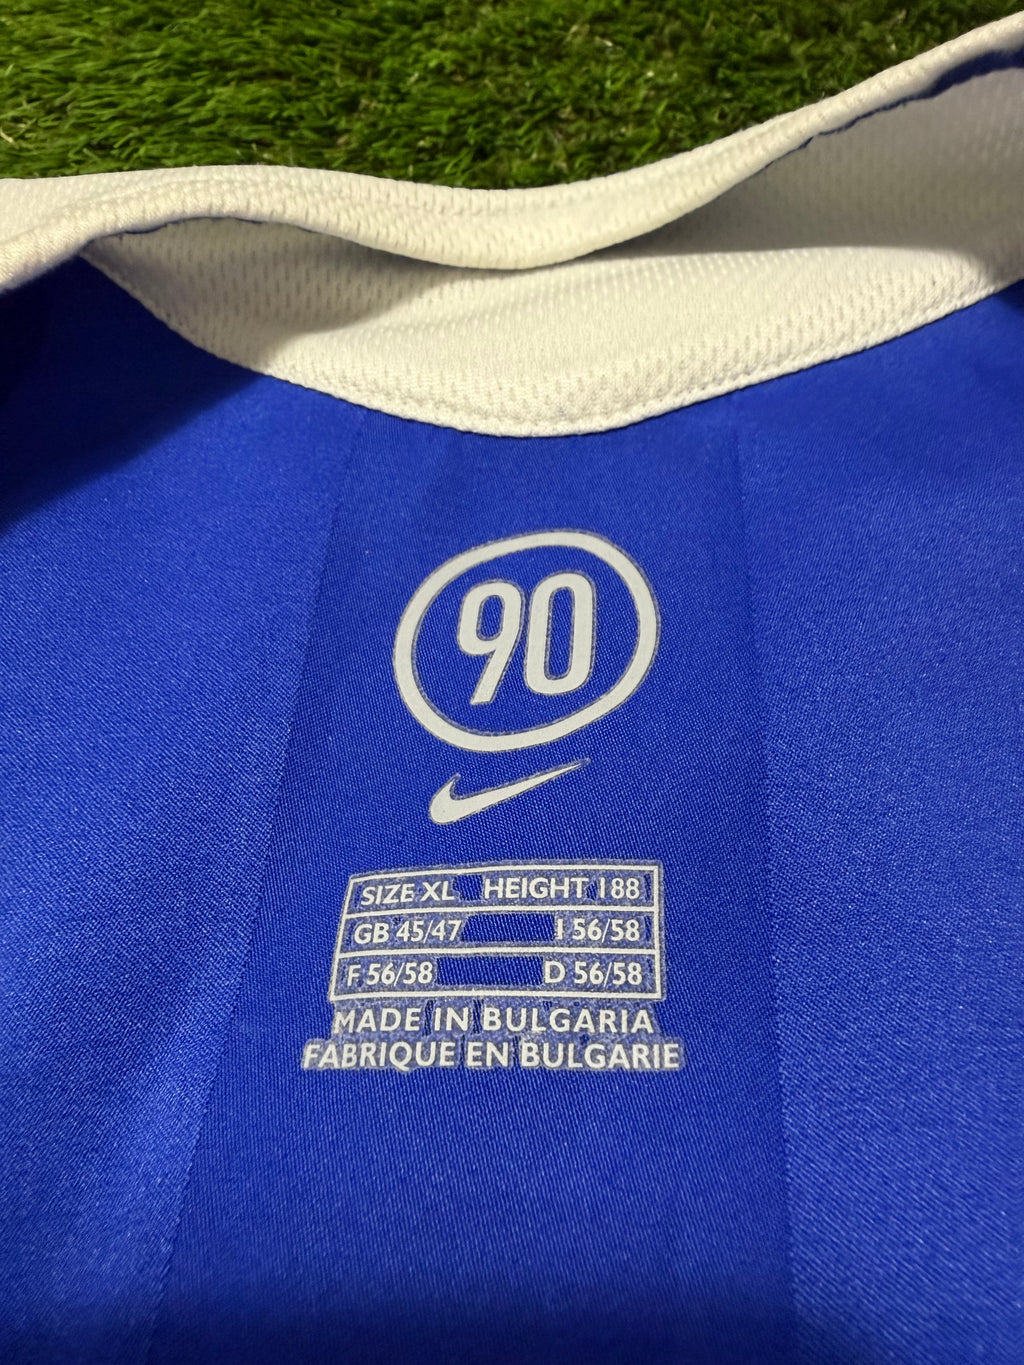 90
SIZE XL HEIGHT 188
GB 45/47 I 56/58
F 56/58 D 56/58
MADE IN BULGARIA
FABRIQUE EN BULGARIE